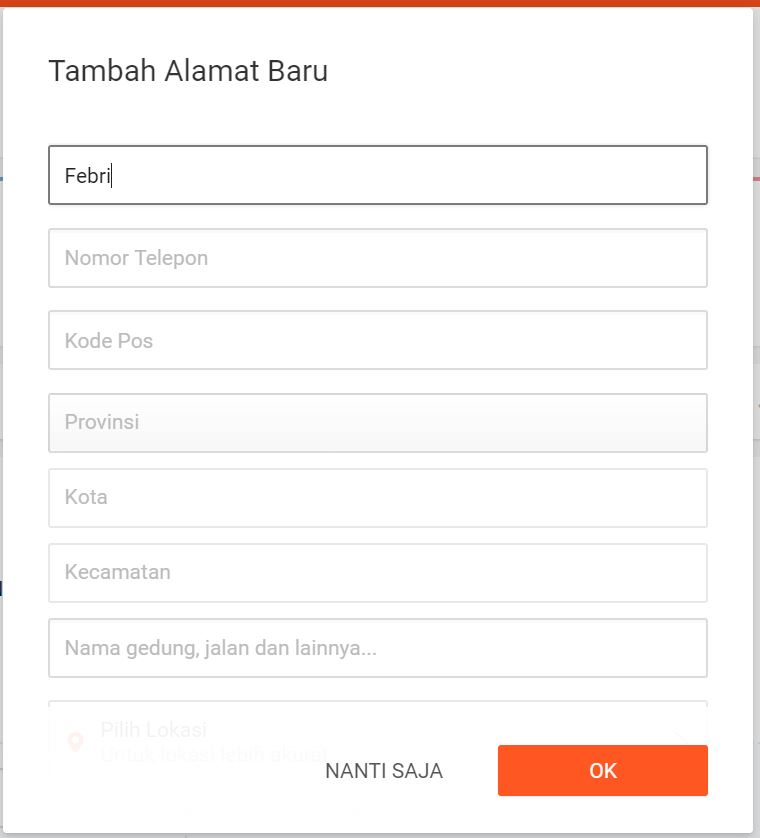 Tambah Alamat Baru
Febri
Nomor Telepon
Kode Pos
Provinsi
Kota
Kecamatan
Nama gedung, jalan dan lainnya...
Pilih Lokasi
Untuk lokasi lebih akurat
NANTI SAJA
OK